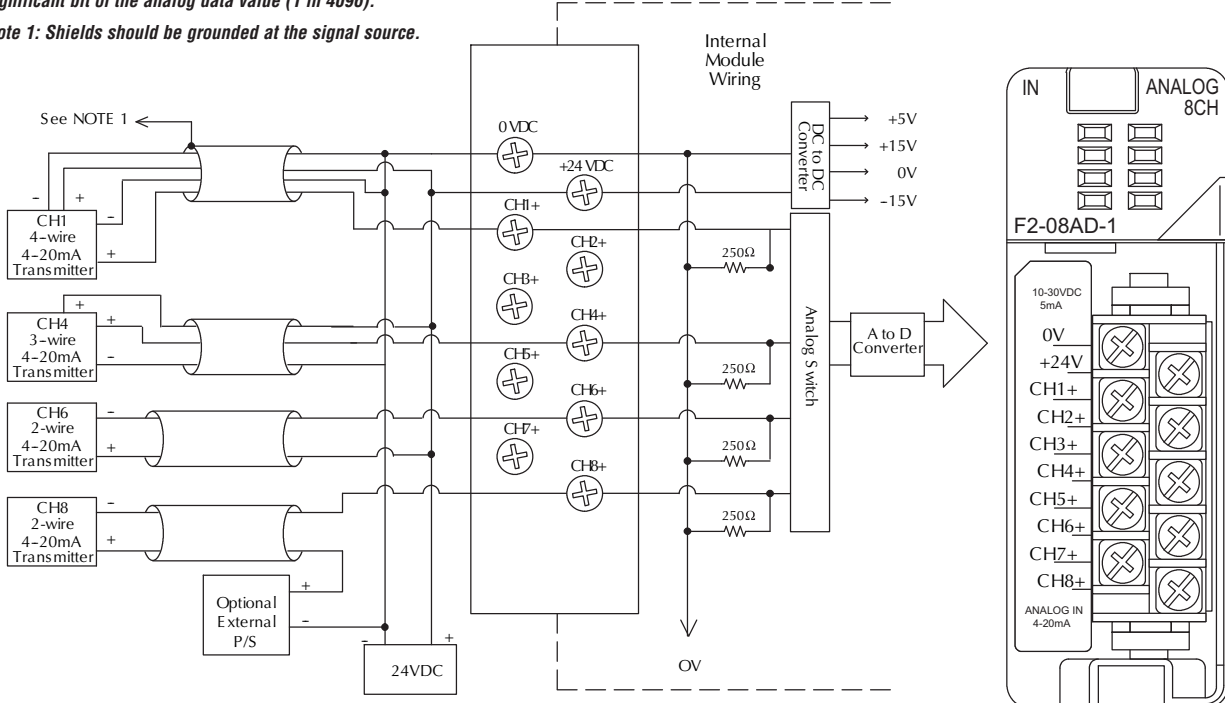 gnificant bit of the analog data value (1 in 4096).
ote 1: Shields should be grounded at the signal source.
See NOTE 1
Internal
Module
Wiring
0 VDC
+24 VDC
CH1+
CH2+
CH3+
CH4+
CH5+
CH6+
CH7+
CH8+
DC to DC
Converter
+5V
+15V
0V
-15V
- +
-
+
CH1
4-wire
4-20mA
Transmitter
+
+
-
CH4
3-wire
4-20mA
Transmitter
-
+
CH6
2-wire
4-20mA
Transmitter
-
+
CH8
2-wire
4-20mA
Transmitter
250Ω
250Ω
250Ω
250Ω
Analog Switch
A to D
Converter
Optional
External
P/S
+
-
- +
24VDC
OV
IN
ANALOG
8CH
F2-08AD-1
10-30VDC
5mA
0V
+24V
CH1+
CH2+
CH3+
CH4+
CH5+
CH6+
CH7+
CH8+
ANALOG IN
4-20mA